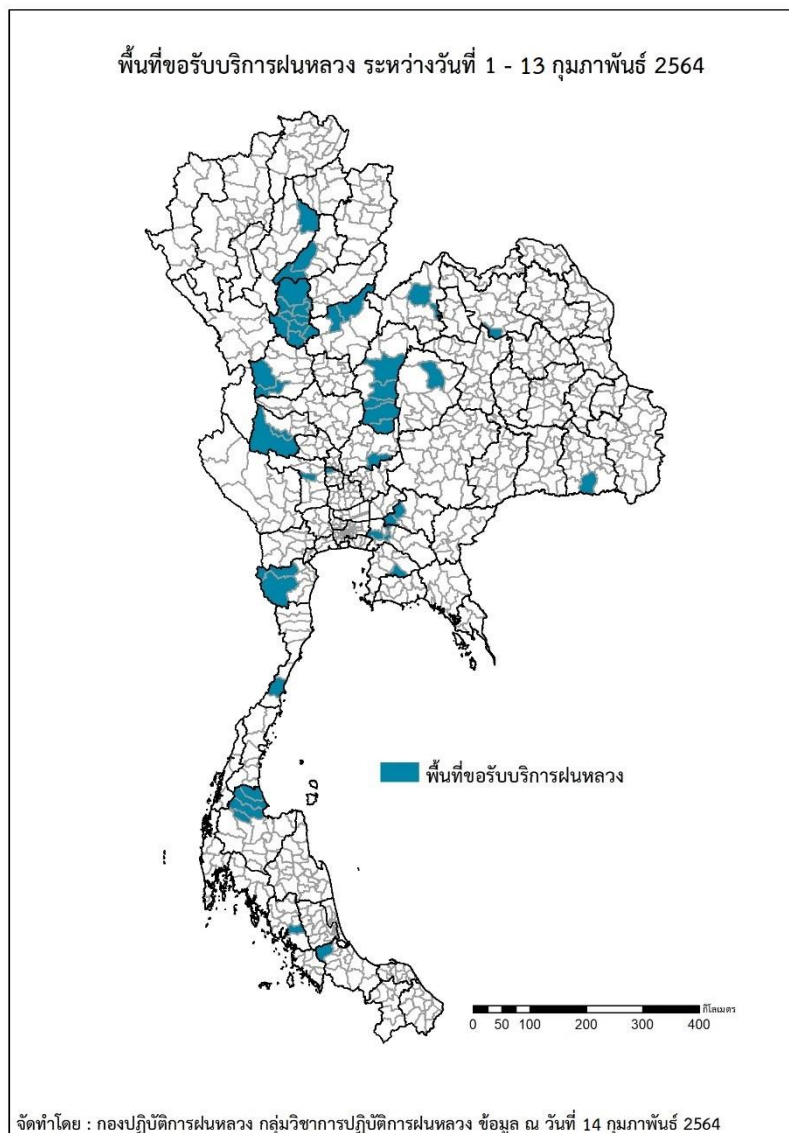 พื้นที่ขอรับบริการฝนหลวง ระหว่างวันที่ 1 - 13 กุมภาพันธ์ 2564
พื้นที่ขอรับบริการฝนหลวง
กิโลเมตร
0 50 100 200 300 400
จัดทำโดย : กองปฏิบัติการฝนหลวง กลุ่มวิชาการปฏิบัติการฝนหลวง ข้อมูล ณ วันที่ 14 กุมภาพันธ์ 2564